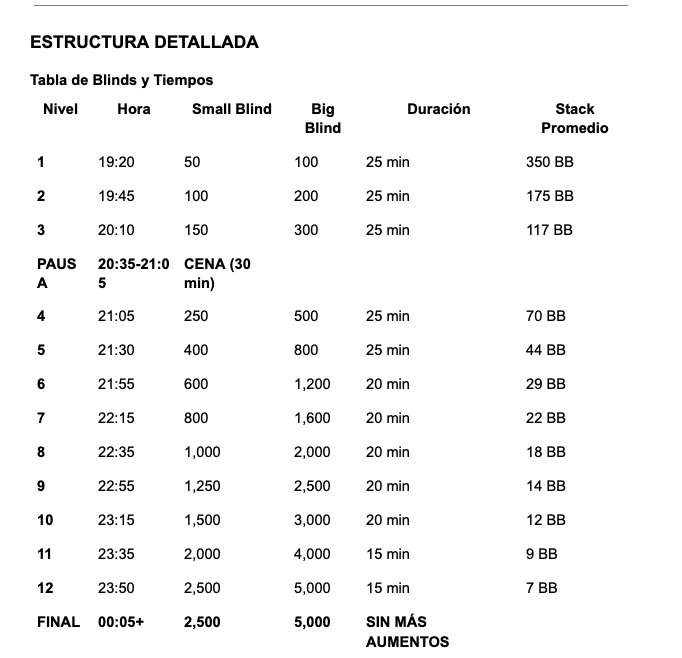 ESTRUCTURA DETALLADA
Tabla de Blinds y Tiempos
Nivel Hora Small Blind Big Blind Duración Stack Promedio
1 19:20 50 100 25 min 350 BB
2 19:45 100 200 25 min 175 BB
3 20:10 150 300 25 min 117 BB
PAUSA 20:35-21:05 CENA (30 min)
4 21:05 250 500 25 min 70 BB
5 21:30 400 800 25 min 44 BB
6 21:55 600 1,200 20 min 29 BB
7 22:15 800 1,600 20 min 22 BB
8 22:35 1,000 2,000 20 min 18 BB
9 22:55 1,250 2,500 20 min 14 BB
10 23:15 1,500 3,000 20 min 12 BB
11 23:35 2,000 4,000 15 min 9 BB
12 23:50 2,500 5,000 15 min 7 BB
FINAL 00:05+ 2,500 5,000 SIN MÁS AUMENTOS